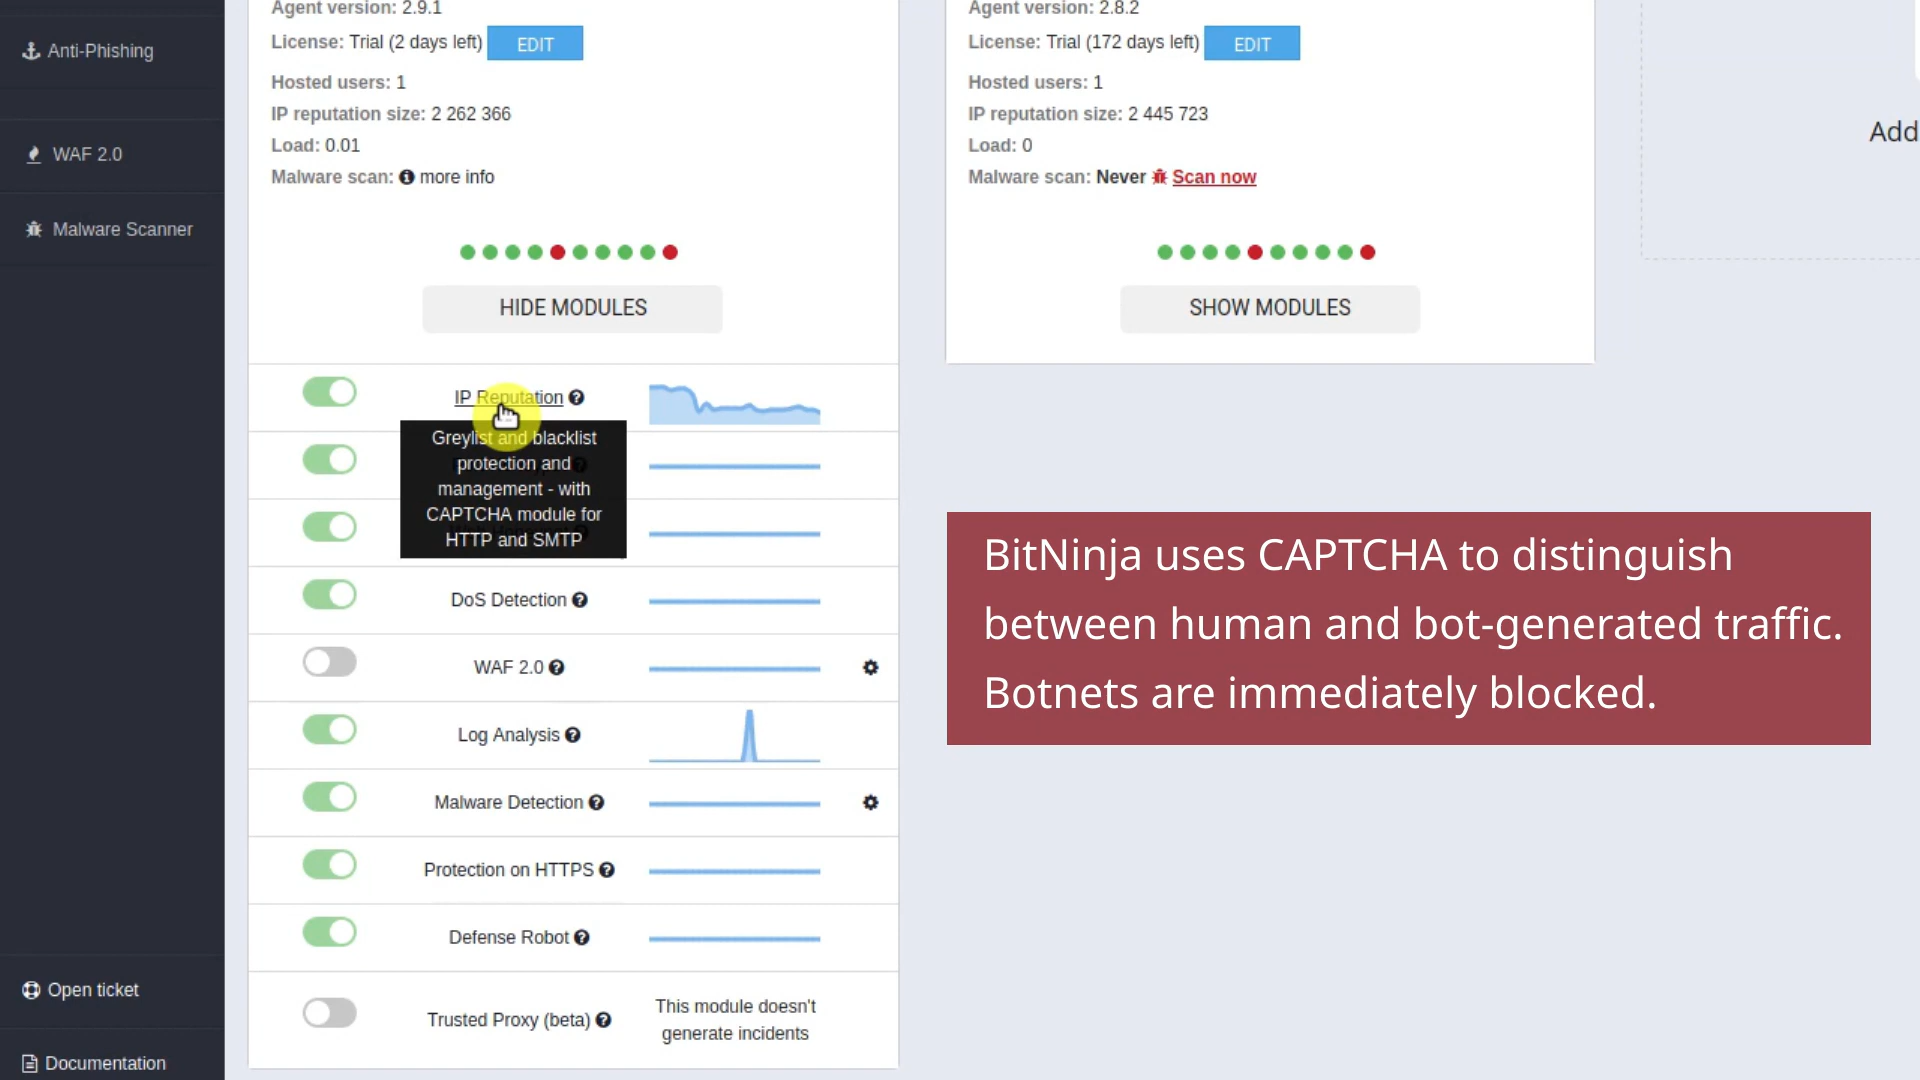 Anti-Phishing
WAF 2.0
Malware Scanner
Open ticket
Documentation
Agent version: 2.9.1
License: Trial (2 days left) EDIT
Hosted users: 1
IP reputation size: 2 262 366
Load: 0.01
Malware scan: more info
HIDE MODULES
IP Reputation
Greylist and blacklist
protection and
management - with
CAPTCHA module for
HTTP and SMTP
DoS Detection
WAF 2.0
Log Analysis
Malware Detection
Protection on HTTPS
Defense Robot
Trusted Proxy (beta)
This module doesn't
generate incidents
Agent version: 2.8.2
License: Trial (172 days left) EDIT
Hosted users: 1
IP reputation size: 2 445 723
Load: 0
Malware scan: Never Scan now
SHOW MODULES
Add
BitNinja uses CAPTCHA to distinguish
between human and bot-generated traffic.
Botnets are immediately blocked.